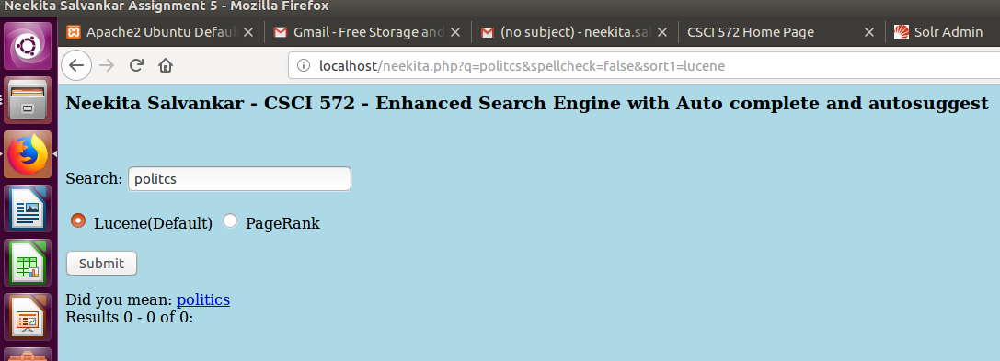 Neekita Salvankar Assignment 5 - Mozilla Firefox
Apache2 Ubuntu Defaul
Gmail - Free Storage and
(no subject) - neekita.sal
CSCI 572 Home Page
Solr Admin
localhost/neekita.php?q=politcs&spellcheck=false&sort1=lucene
Neekita Salvankar - CSCI 572 - Enhanced Search Engine with Auto complete and autosuggest
Search: politcs
Lucene(Default) PageRank
Submit
Did you mean: politics
Results 0 - 0 of 0: